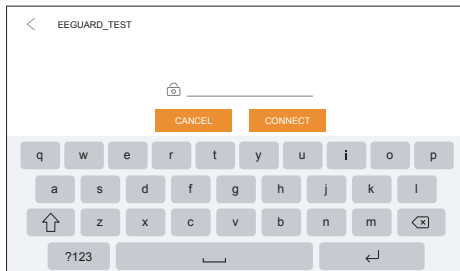 EEGUARD_TEST
CANCEL CONNECT
q w e r t y u i o p
a s d f g h j k l
z x c v b n m
?123